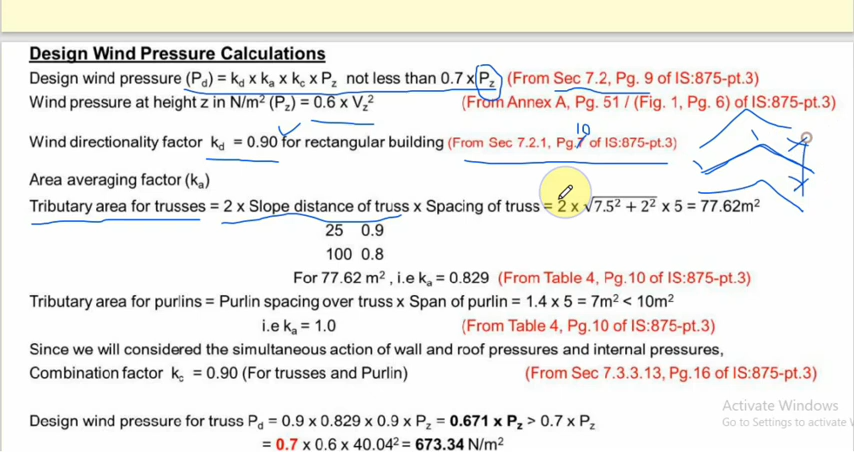 Design Wind Pressure Calculations
Design wind pressure (Pd) = kd x ka x kc x Pz not less than 0.7 x Pz (From Sec 7.2, Pg. 9 of IS:875-pt.3)
Wind pressure at height z in N/m² (Pz) = 0.6 x Vz² (From Annex A, Pg. 51 / (Fig. 1, Pg. 6) of IS:875-pt.3)
10
Wind directionality factor kd = 0.90 for rectangular building (From Sec 7.2.1, Pg.7 of IS:875-pt.3)
Area averaging factor (ka)
Tributary area for trusses = 2 x Slope distance of truss x Spacing of truss = 2 x √7.5² + 2² x 5 = 77.62m²
25 0.9
100 0.8
For 77.62 m² , i.e ka = 0.829 (From Table 4, Pg.10 of IS:875-pt.3)
Tributary area for purlins = Purlin spacing over truss x Span of purlin = 1.4 x 5 = 7m² < 10m²
i.e ka = 1.0 (From Table 4, Pg.10 of IS:875-pt.3)
Since we will considered the simultaneous action of wall and roof pressures and internal pressures,
Combination factor kc = 0.90 (For trusses and Purlin) (From Sec 7.3.3.13, Pg.16 of IS:875-pt.3)
Design wind pressure for truss Pd = 0.9 x 0.829 x 0.9 x Pz = 0.671 x Pz > 0.7 x Pz
= 0.7 x 0.6 x 40.04² = 673.34 N/m²
Activate Windows
Go to Settings to activate